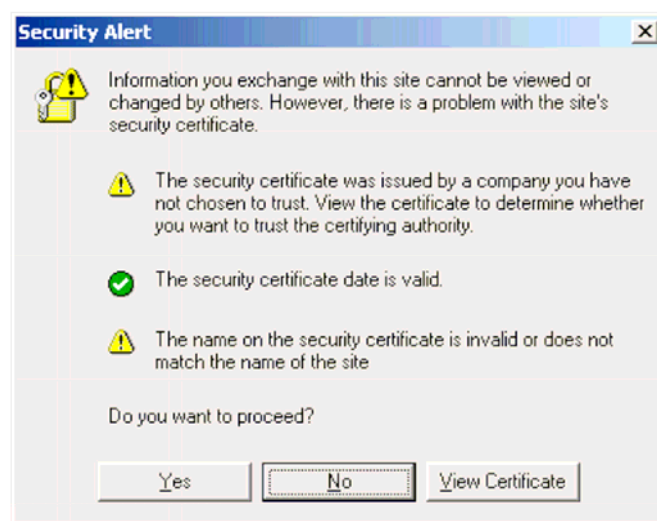 Security Alert
Information you exchange with this site cannot be viewed or
changed by others. However, there is a problem with the site's
security certificate.
The security certificate was issued by a company you have
not chosen to trust. View the certificate to determine whether
you want to trust the certifying authority.
The security certificate date is valid.
The name on the security certificate is invalid or does not
match the name of the site
Do you want to proceed?
Yes No View Certificate